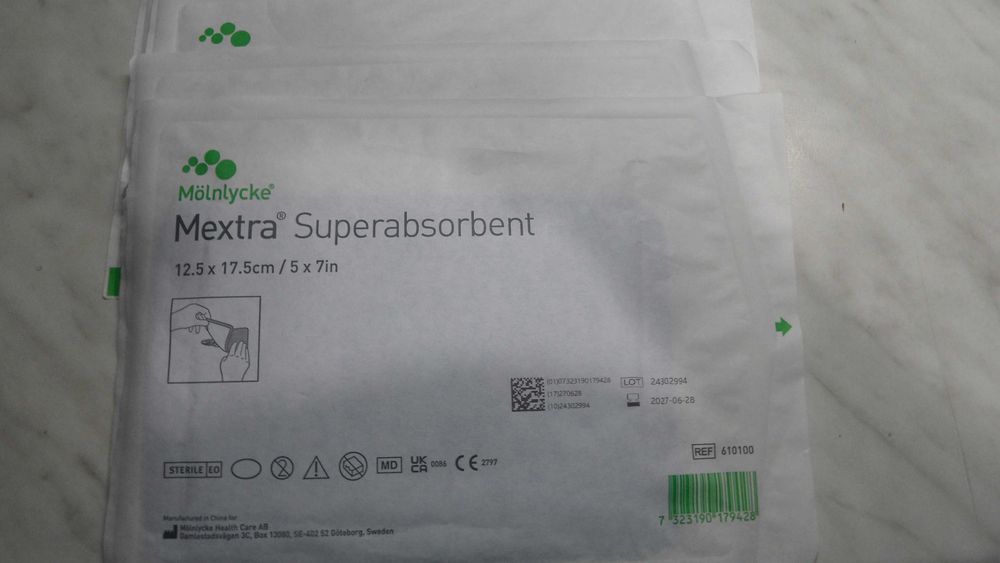 Mölnlycke®
Mextra® Superabsorbent
12.5 x 17.5cm / 5 x 7in
(01)07323190179428
(17)270628
(10)24302994
LOT 24302994
2027-06-28
REF 610100
STERILE EO
2
MD
UK CA 0086
CE 2797
7 323190 179428
Manufactured in China for
Mölnlycke Health Care AB
Gamlestadsvägen 3C, Box 13080, SE-402 52 Göteborg, Sweden